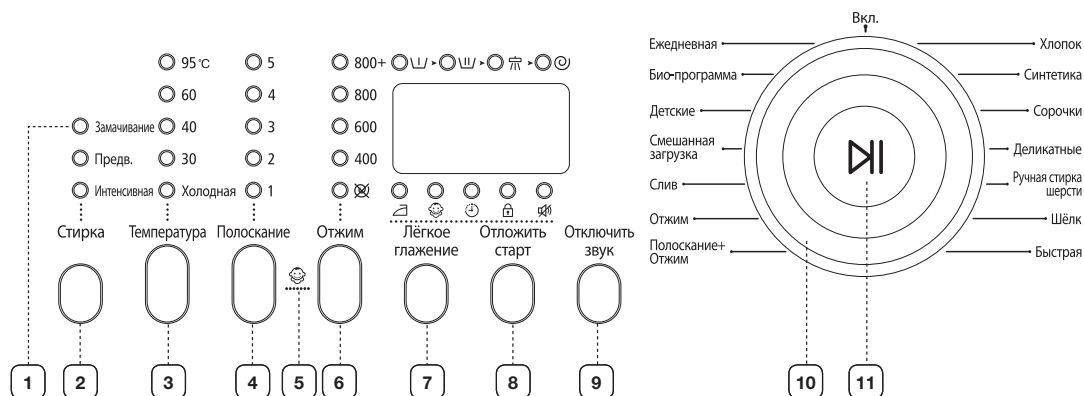 95 °C 5 800+
60 4 800
Замачивание 40 3 600
Предв. 30 2 400
Интенсивная Холодная 1
Стирка Температура Полоскание Отжим Лёгкое глажение Отложить старт Отключить звук
1 2 3 4 5 6 7 8 9
Вкл.
Ежедневная
Био-программа
Детские
Смешанная
загрузка
Слив
Отжим
Полоскание+
Отжим
Хлопок
Синтетика
Сорочки
Деликатные
Ручная стирка
шерсти
Шёлк
Быстрая
10 11